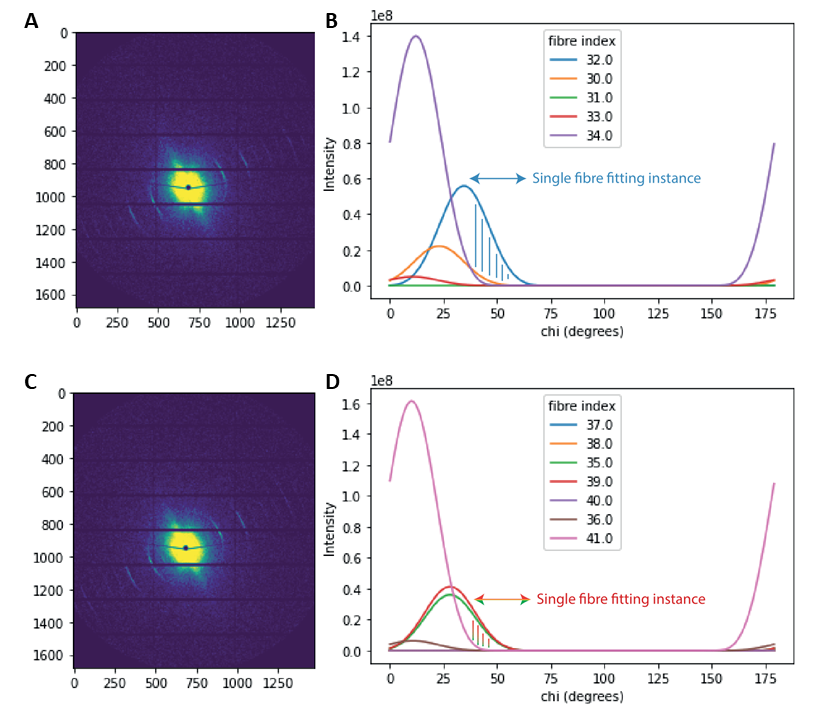 A
0
200
400
600
800
1000
1200
1400
1600
0 250 500 750 1000 1250
B
1e8
1.4
1.2
1.0
0.8
0.6
0.4
0.2
0.0
Intensity
fibre index
32.0
30.0
31.0
33.0
34.0
Single fibre fitting instance
0 25 50 75 100 125 150 175
chi (degrees)
C
0
200
400
600
800
1000
1200
1400
1600
0 250 500 750 1000 1250
D
1e8
1.6
1.4
1.2
1.0
0.8
0.6
0.4
0.2
0.0
Intensity
fibre index
37.0
38.0
35.0
39.0
40.0
36.0
41.0
Single fibre fitting instance
0 25 50 75 100 125 150 175
chi (degrees)